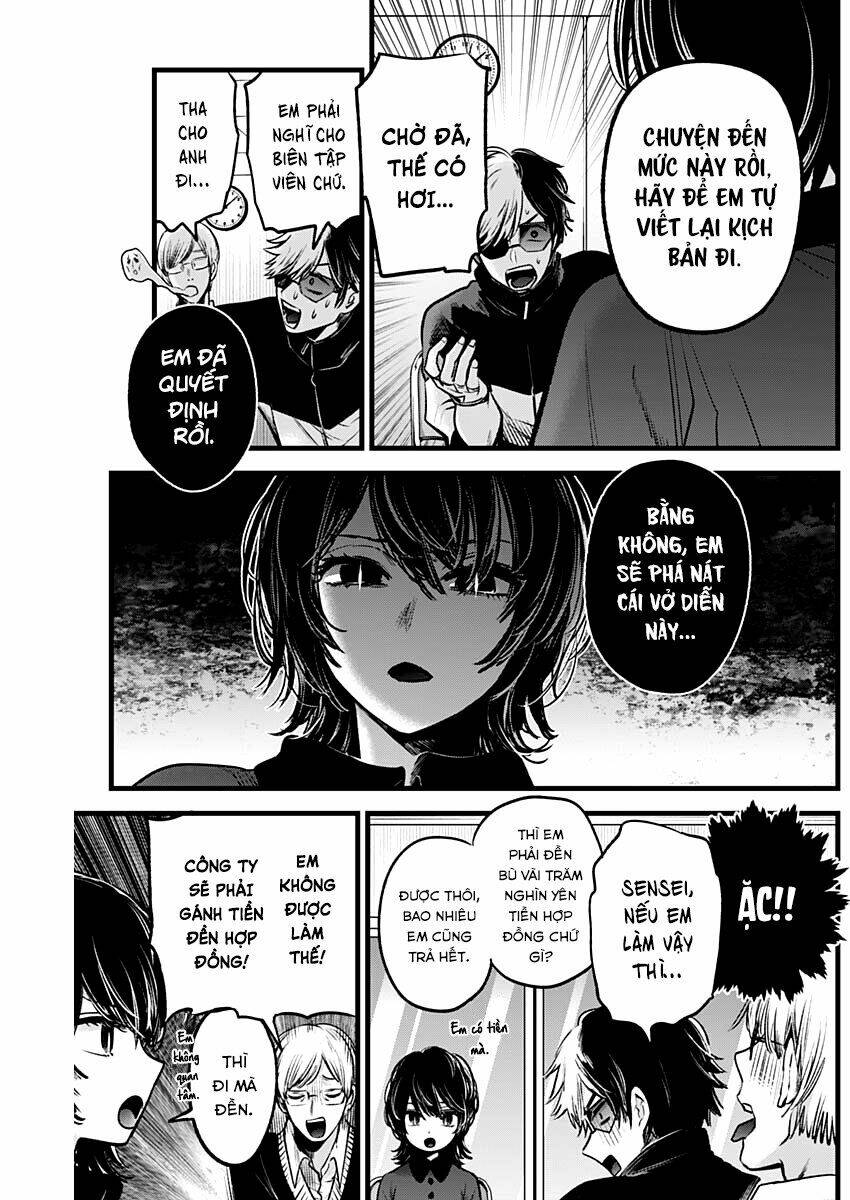 CHUYỆN ĐẾN
MỨC NÀY RỒI,
HÃY ĐỂ EM TỰ
VIẾT LẠI KỊCH
BẢN ĐI.
CHỜ ĐÃ,
THẾ CÓ
HƠI...
EM PHẢI
NGHĨ CHO
BIÊN TẬP
VIÊN CHỨ.
THA
CHO
ANH
ĐI...
EM ĐÃ
QUYẾT
ĐỊNH
RỒI.
BẰNG
KHÔNG, EM
SẼ PHÁ NÁT
CÁI VỞ DIỄN
NÀY...
ẶC!!
SENSEI,
NẾU EM
LÀM VẬY
THÌ...
THÌ EM
PHẢI ĐỀN
BÙ VÀI TRĂM
NGHÌN YÊN
TIỀN HỢP
ĐỒNG CHỨ
GÌ?
ĐƯỢC THÔI,
BAO NHIÊU
EM CŨNG
TRẢ HẾT.
Em có tiền
mà.
EM
KHÔNG
ĐƯỢC
LÀM
THẾ!
CÔNG TY
SẼ PHẢI
GÁNH TIỀN
ĐỀN HỢP
ĐỒNG!
THÌ
ĐI MÀ
ĐỀN.
Em
không
quan
tâm.